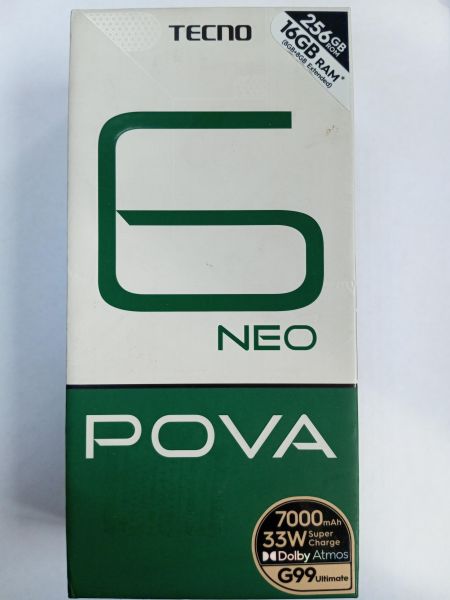 TECNO
256GB ROM
16GB RAM*
(8GB+8GB Extended)
6
NEO
POVA
7000mAh
33W Super Charge
Dolby Atmos
G99 Ultimate